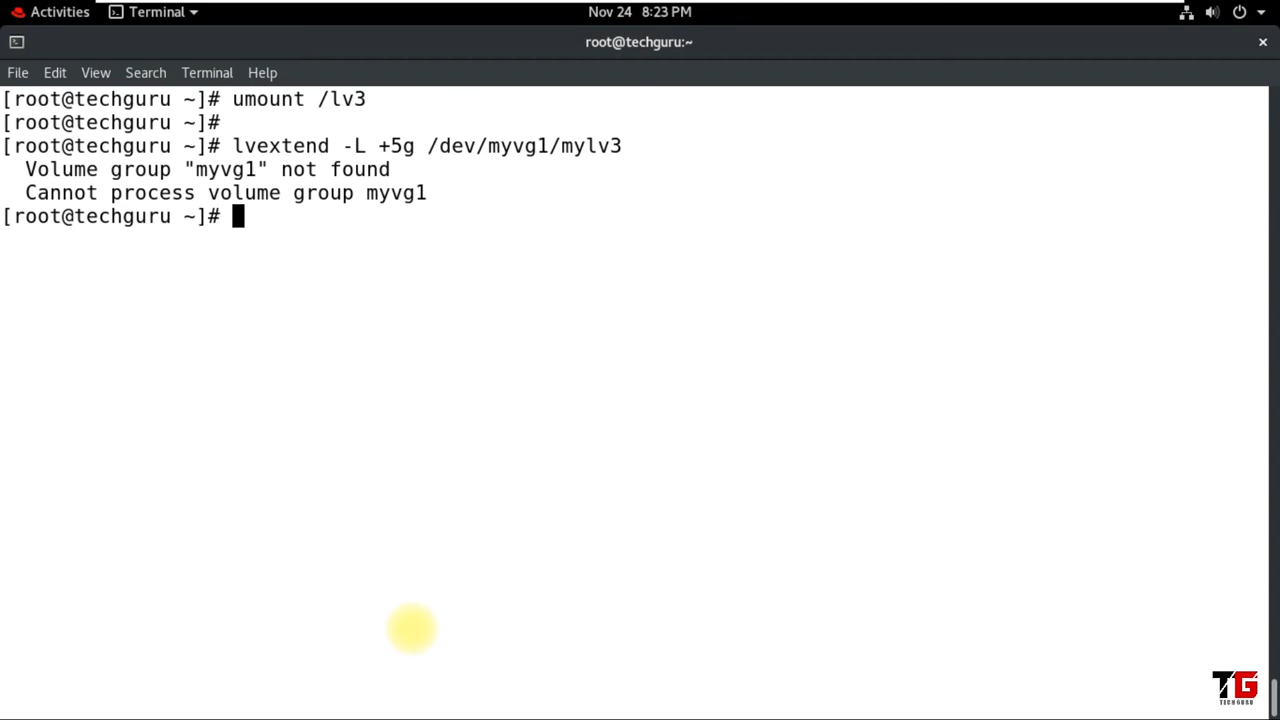 Activities Terminal Nov 24 8:23 PM
root@techguru:~
File Edit View Search Terminal Help
[root@techguru ~]# umount /lv3
[root@techguru ~]#
[root@techguru ~]# lvextend -L +5g /dev/myvg1/mylv3
  Volume group "myvg1" not found
  Cannot process volume group myvg1
[root@techguru ~]#
TG
TECH GURU